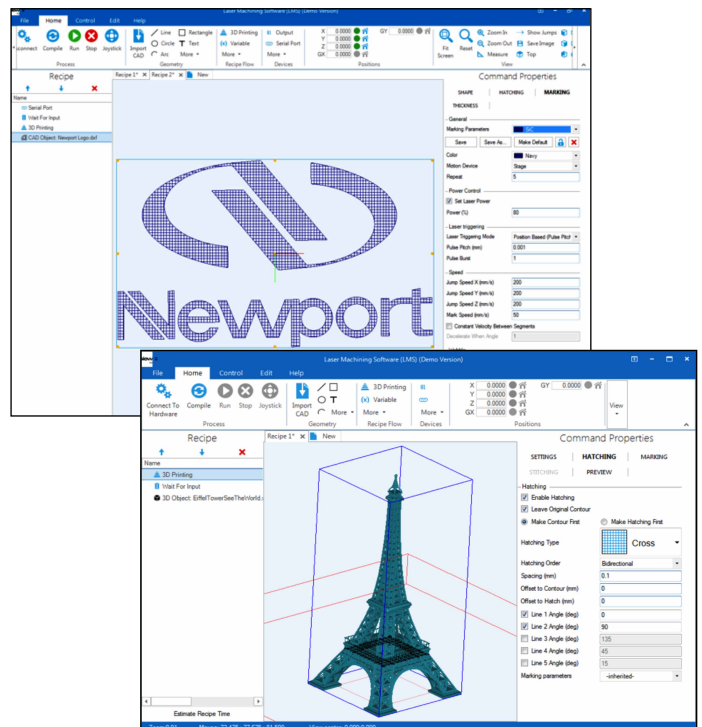 Laser Machining Software (LMS) (Demo Version)
File Home Control Edit Help
Line Rectangle 3D Printing Output X 0.0000 GY 0.0000 Zoom In Show Jumps
Circle Text Variable Serial Port Y 0.0000 Zoom Out Save Image
Z 0.0000
Connect Compile Run Stop Joystick Import CAD Arc More More More GX 0.0000 Fit Screen Reset Measure Top
Process Geometry Recipe Flow Devices Positions View
Recipe Recipe 1* × Recipe 2* × New Command Properties
SHAPE HATCHING MARKING
THICKNESS
Name
Serial Port
Wait For Input
3D Printing
CAD Object: Newport Logo.dxf
Newport
General
Marking Parameters
Save Save As... Make Default
Color Navy
Motion Device Stage
Repeat 5
Power Control
Set Laser Power
Power (%) 80
Laser triggering
Laser Triggering Mode Position Based (Pulse Pitch
Pulse Pitch (mm) 0.001
Pulse Burst 1
Speed
Jump Speed X (mm/s) 200
Jump Speed Y (mm/s) 200
Jump Speed Z (mm/s) 200
Mark Speed (mm/s) 50
Constant Velocity Between Segments
Decelerate When Angle 1
Laser Machining Software (LMS) (Demo Version)
File Home Control Edit Help
Connect To Hardware Compile Run Stop Joystick Import CAD T C More 3D Printing (x) Variable More More X 0.0000 GY 0.0000
Y 0.0000
Z 0.0000
GX 0.0000
View
Process Geometry Recipe Flow Devices Positions
Recipe Recipe 1* × New Command Properties
SETTINGS HATCHING MARKING
STITCHING PREVIEW
Name
3D Printing
Wait For Input
3D Object: EiffelTowerSeeTheWorld.
Estimate Recipe Time
Hatching
Enable Hatching
Leave Original Contour
Make Contour First Make Hatching First
Hatching Type Cross
Hatching Order Bidirectional
Spacing (mm) 0.1
Offset to Contour (mm) 0
Offset to Hatch (mm) 0
Line 1 Angle (deg) 0
Line 2 Angle (deg) 90
Line 3 Angle (deg) 135
Line 4 Angle (deg) 45
Line 5 Angle (deg) 15
Marking parameters -inherited-